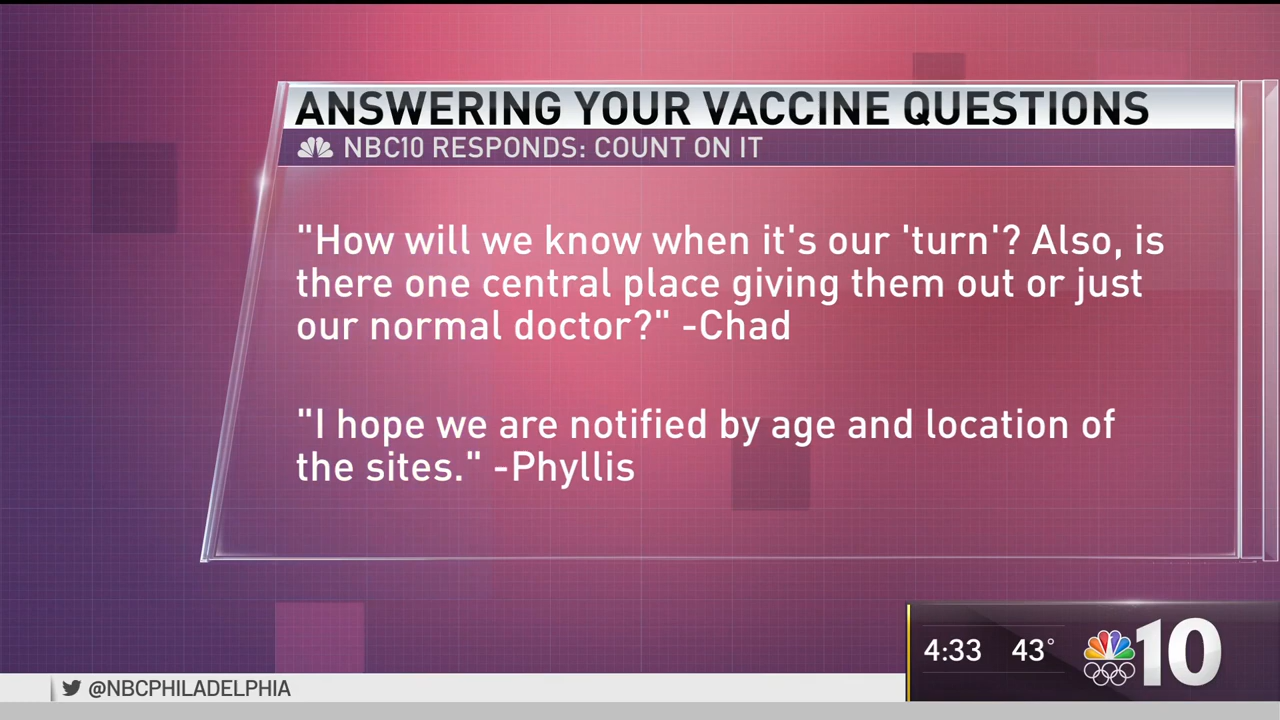 ANSWERING YOUR VACCINE QUESTIONS
NBC10 RESPONDS: COUNT ON IT
"How will we know when it's our 'turn'? Also, is
there one central place giving them out or just
our normal doctor?" -Chad
"I hope we are notified by age and location of
the sites." -Phyllis
4:33 43° 10
@NBCPHILADELPHIA